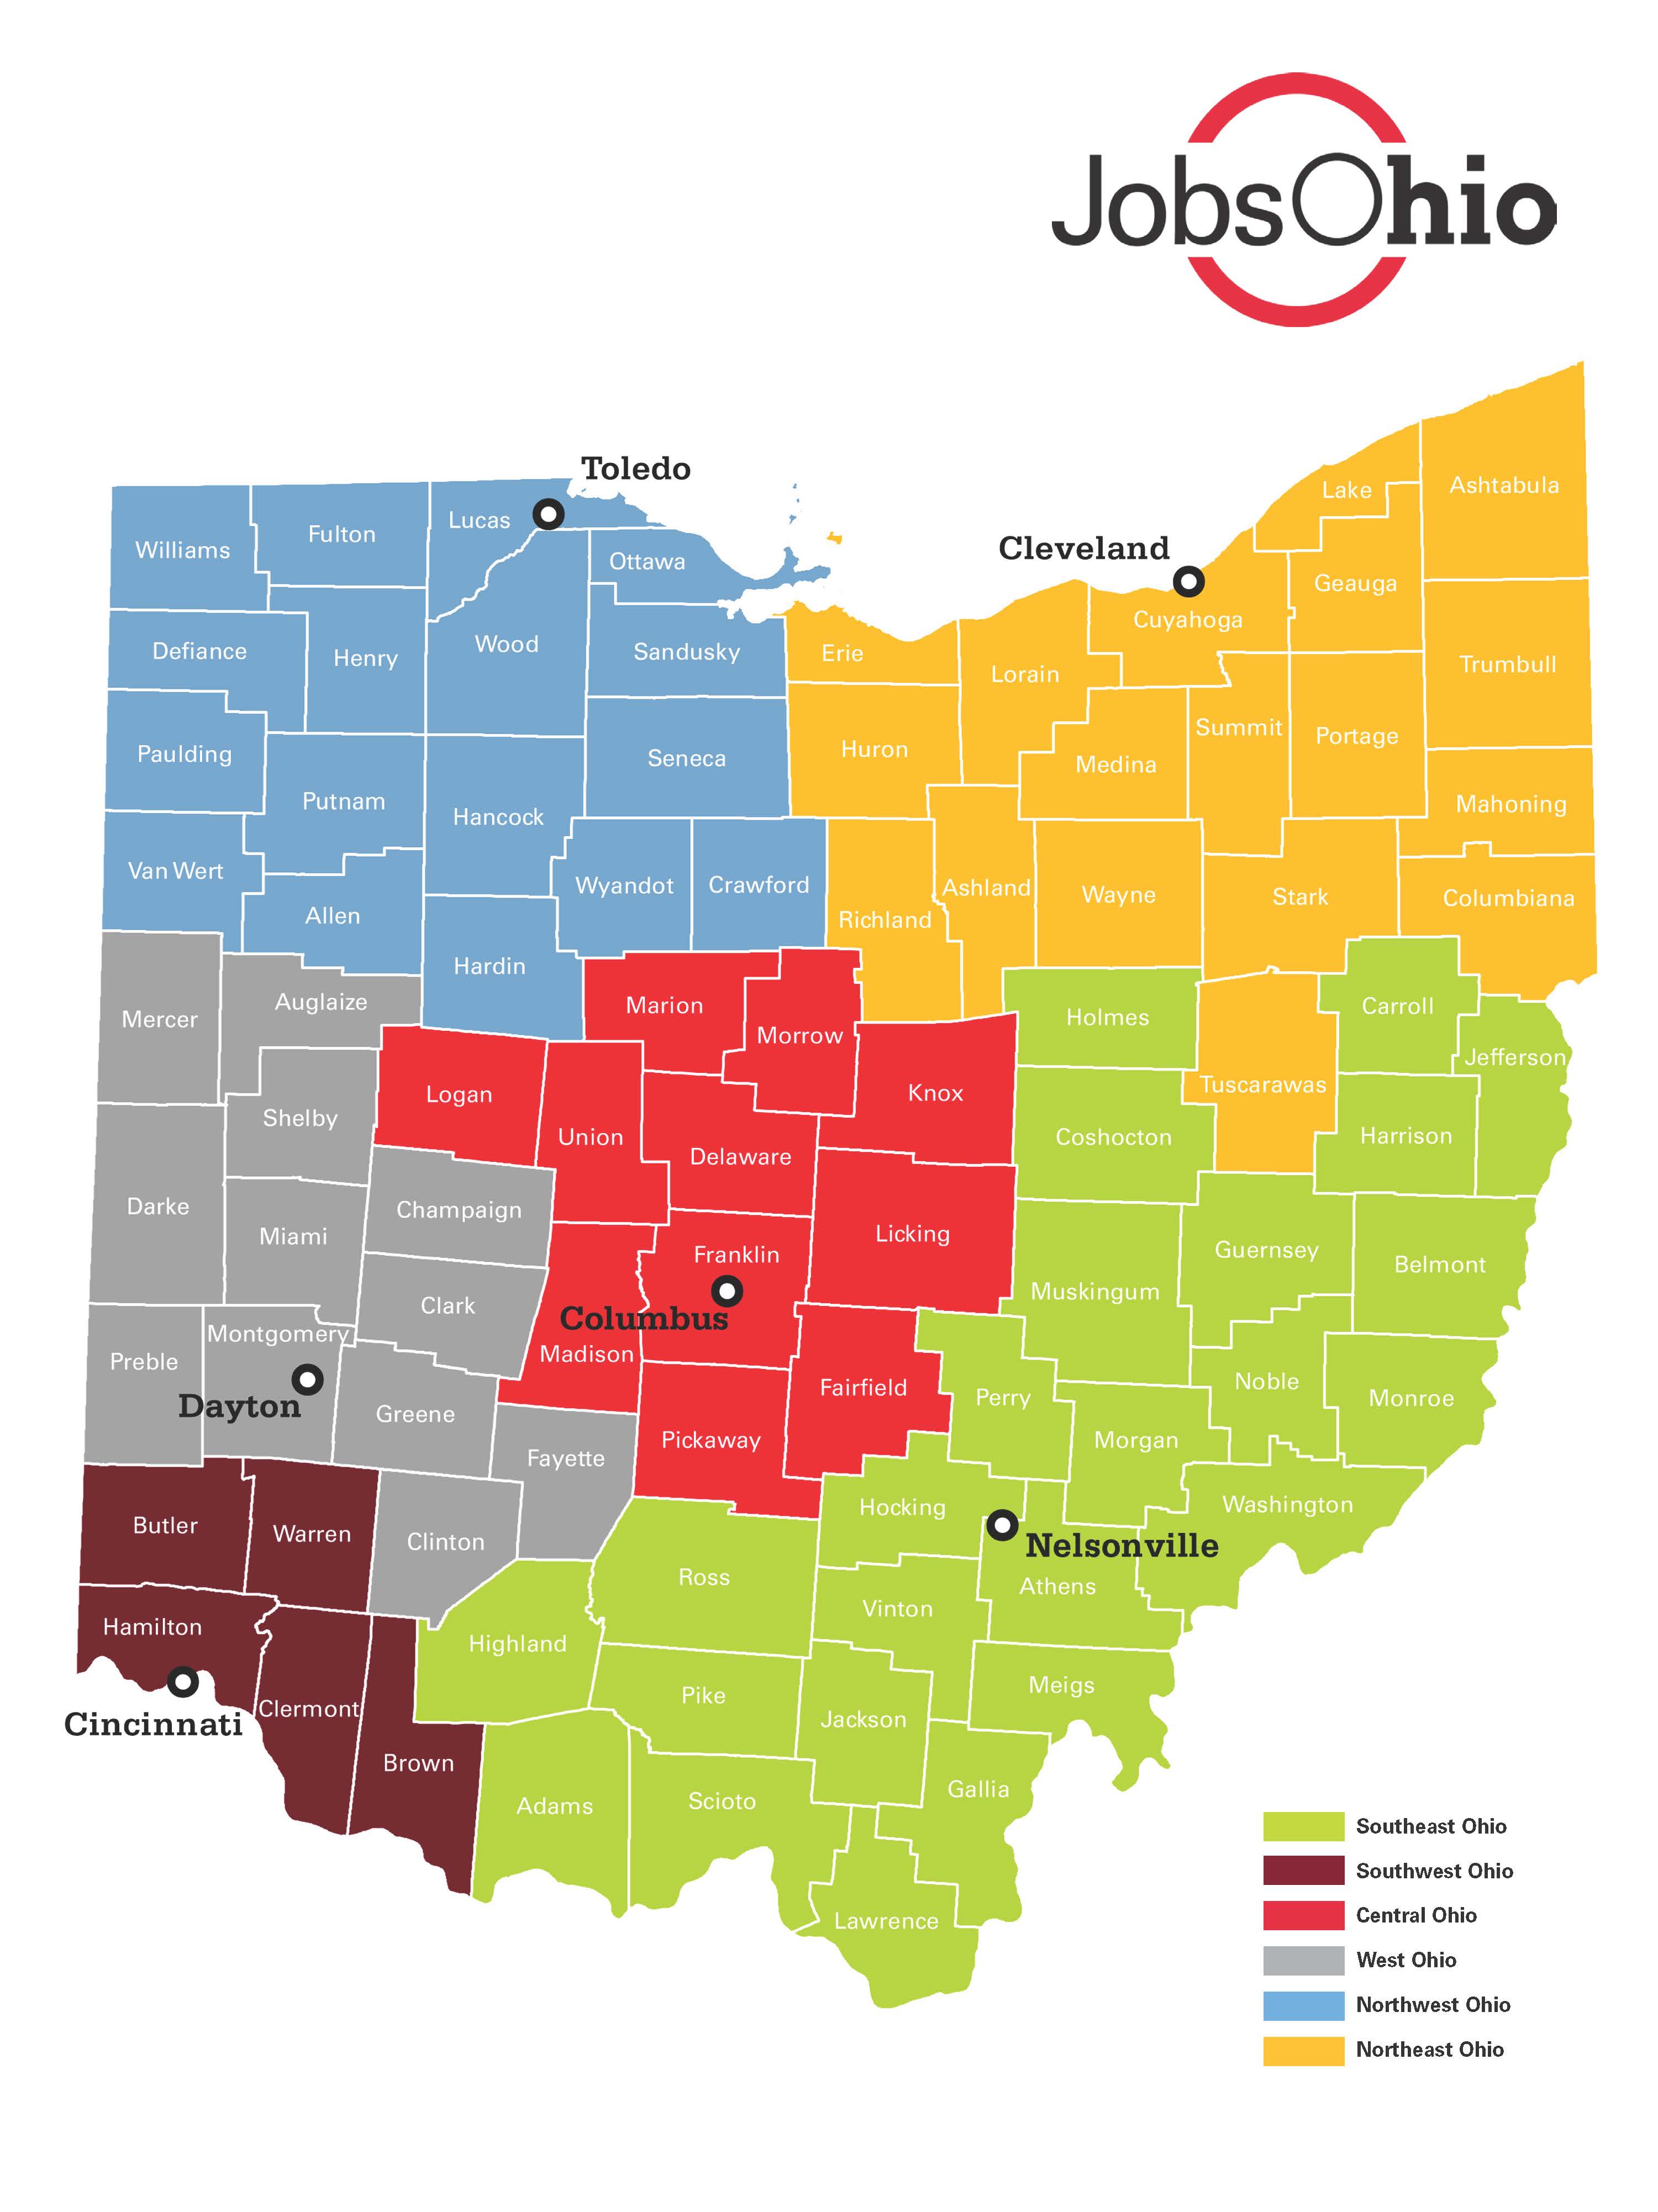 JobsOhio
Toledo
Cleveland
Lake
Ashtabula
Williams
Fulton
Lucas
Ottawa
Geauga
Cuyahoga
Defiance
Henry
Wood
Sandusky
Erie
Lorain
Trumbull
Paulding
Seneca
Huron
Medina
Summit
Portage
Putnam
Hancock
Mahoning
Van Wert
Allen
Wyandot
Crawford
Richland
Ashland
Wayne
Stark
Columbiana
Hardin
Mercer
Auglaize
Marion
Morrow
Holmes
Carroll
Jefferson
Logan
Knox
Tuscarawas
Shelby
Union
Delaware
Coshocton
Harrison
Darke
Miami
Champaign
Franklin
Licking
Guernsey
Belmont
Clark
Columbus
Muskingum
Montgomery
Preble
Madison
Fairfield
Perry
Noble
Monroe
Dayton
Greene
Pickaway
Morgan
Fayette
Hocking
Washington
Butler
Warren
Clinton
Nelsonville
Ross
Athens
Vinton
Hamilton
Highland
Pike
Meigs
Cincinnati
Clermont
Jackson
Brown
Adams
Scioto
Gallia
Lawrence
Southeast Ohio
Southwest Ohio
Central Ohio
West Ohio
Northwest Ohio
Northeast Ohio